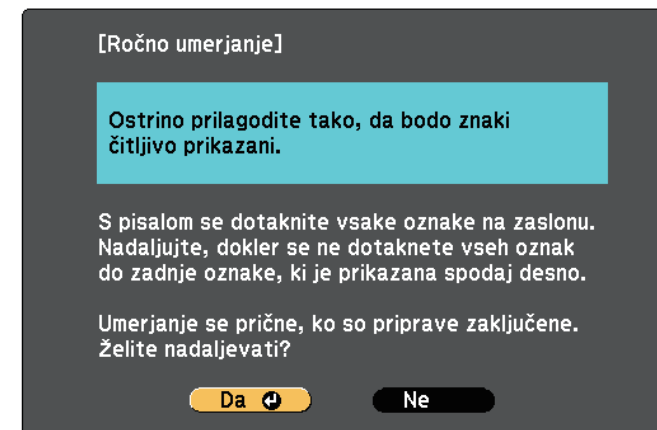 [Ročno umerjanje]
Ostrino prilagodite tako, da bodo znaki
čitljivo prikazani.
S pisalom se dotaknite vsake oznake na zaslonu.
Nadaljujte, dokler se ne dotaknete vseh oznak
do zadnje oznake, ki je prikazana spodaj desno.
Umerjanje se prične, ko so priprave zaključene.
Želite nadaljevati?
Da Ne